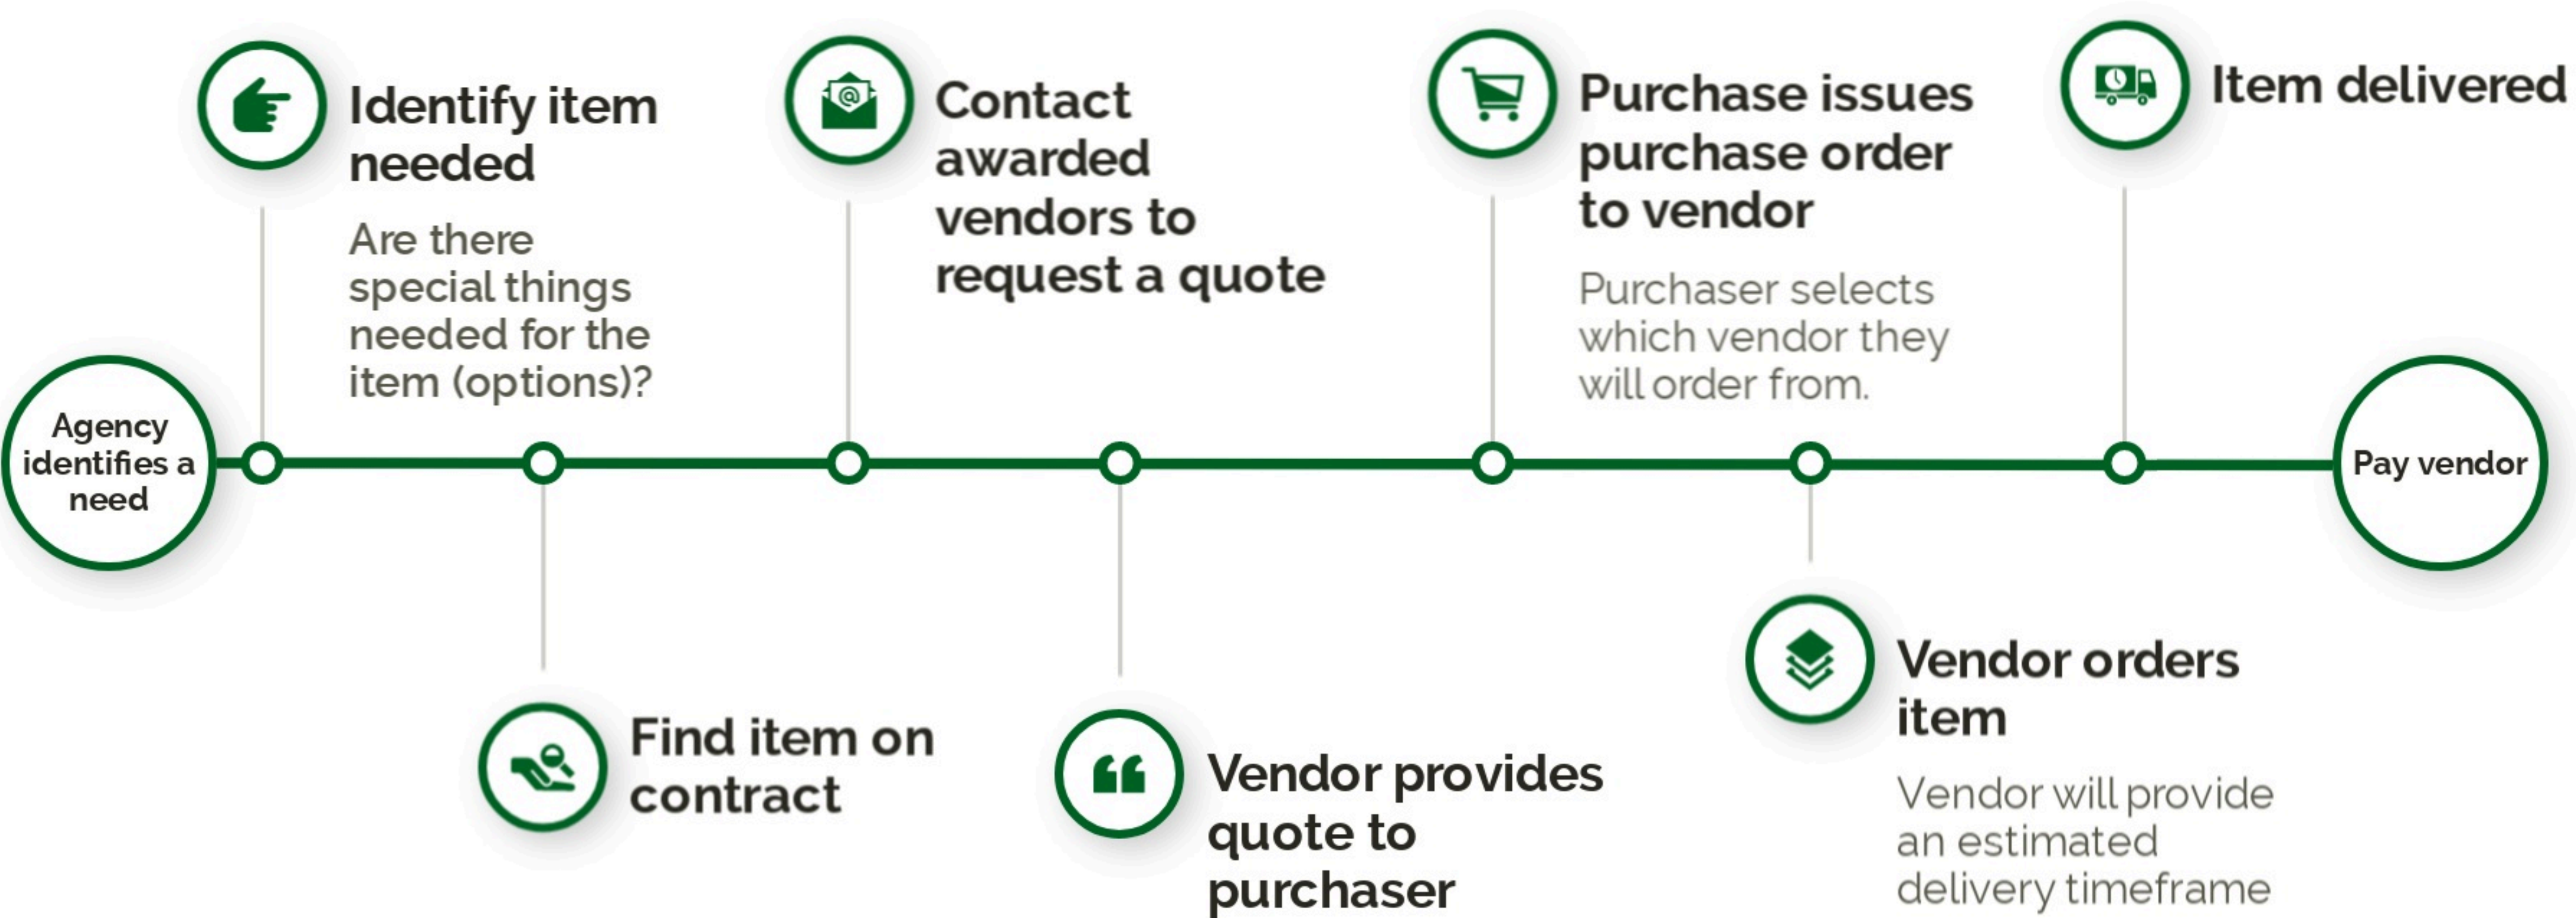 Agency
identifies a
need
Identify item
needed
Are there
special things
needed for the
item (options)?
Find item on
contract
@
Contact
awarded
vendors to
request a quote
“
Vendor provides
quote to
purchaser
Purchase issues
purchase order
to vendor
Purchaser selects
which vendor they
will order from.
Vendor orders
item
Vendor will provide
an estimated
delivery timeframe
Item delivered
Pay vendor